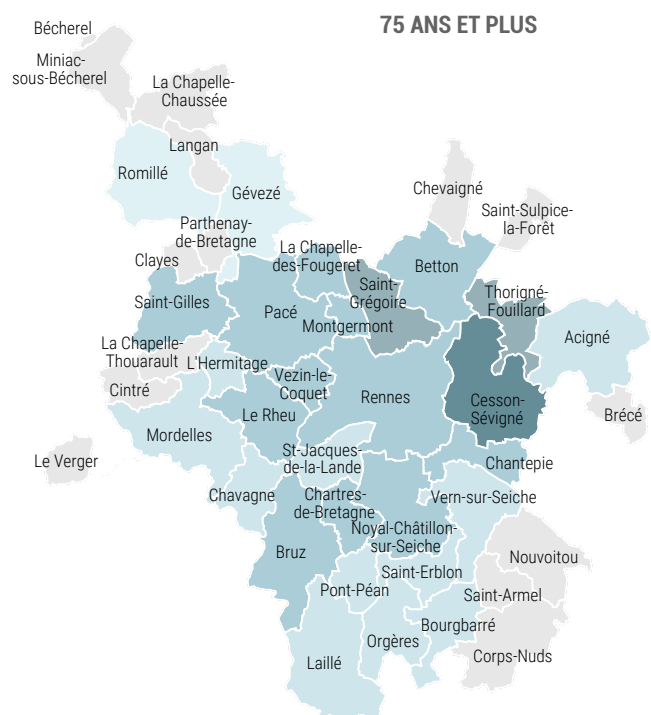 75 ANS ET PLUS
Bécherel
Miniac-
sous-Bécherel
La Chapelle-
Chaussée
Langan
Romillé
Gévezé
Chevaigné
Saint-Sulpice-
la-Forêt
Parthenay-
de-Bretagne
Clayes
La Chapelle-
des-Fougeret
Betton
Saint-
Grégoire
Thorigné-
Fouillard
Saint-Gilles
Pacé
Montgermont
Acigné
La Chapelle-
Thouarault
L'Hermitage
Cintré
Vezin-le-
Coquet
Rennes
Cesson-
Sévigné
Brécé
Le Rheu
Mordelles
St-Jacques-
de-la-Lande
Le Verger
Chantepie
Chavagne
Chartres-
de-Bretagne
Vern-sur-Seiche
Noyal-Châtillon-
sur-Seiche
Bruz
Nouvoitou
Saint-Erblon
Pont-Péan
Saint-Armel
Bourgbarré
Orgères
Corps-Nuds
Laillé